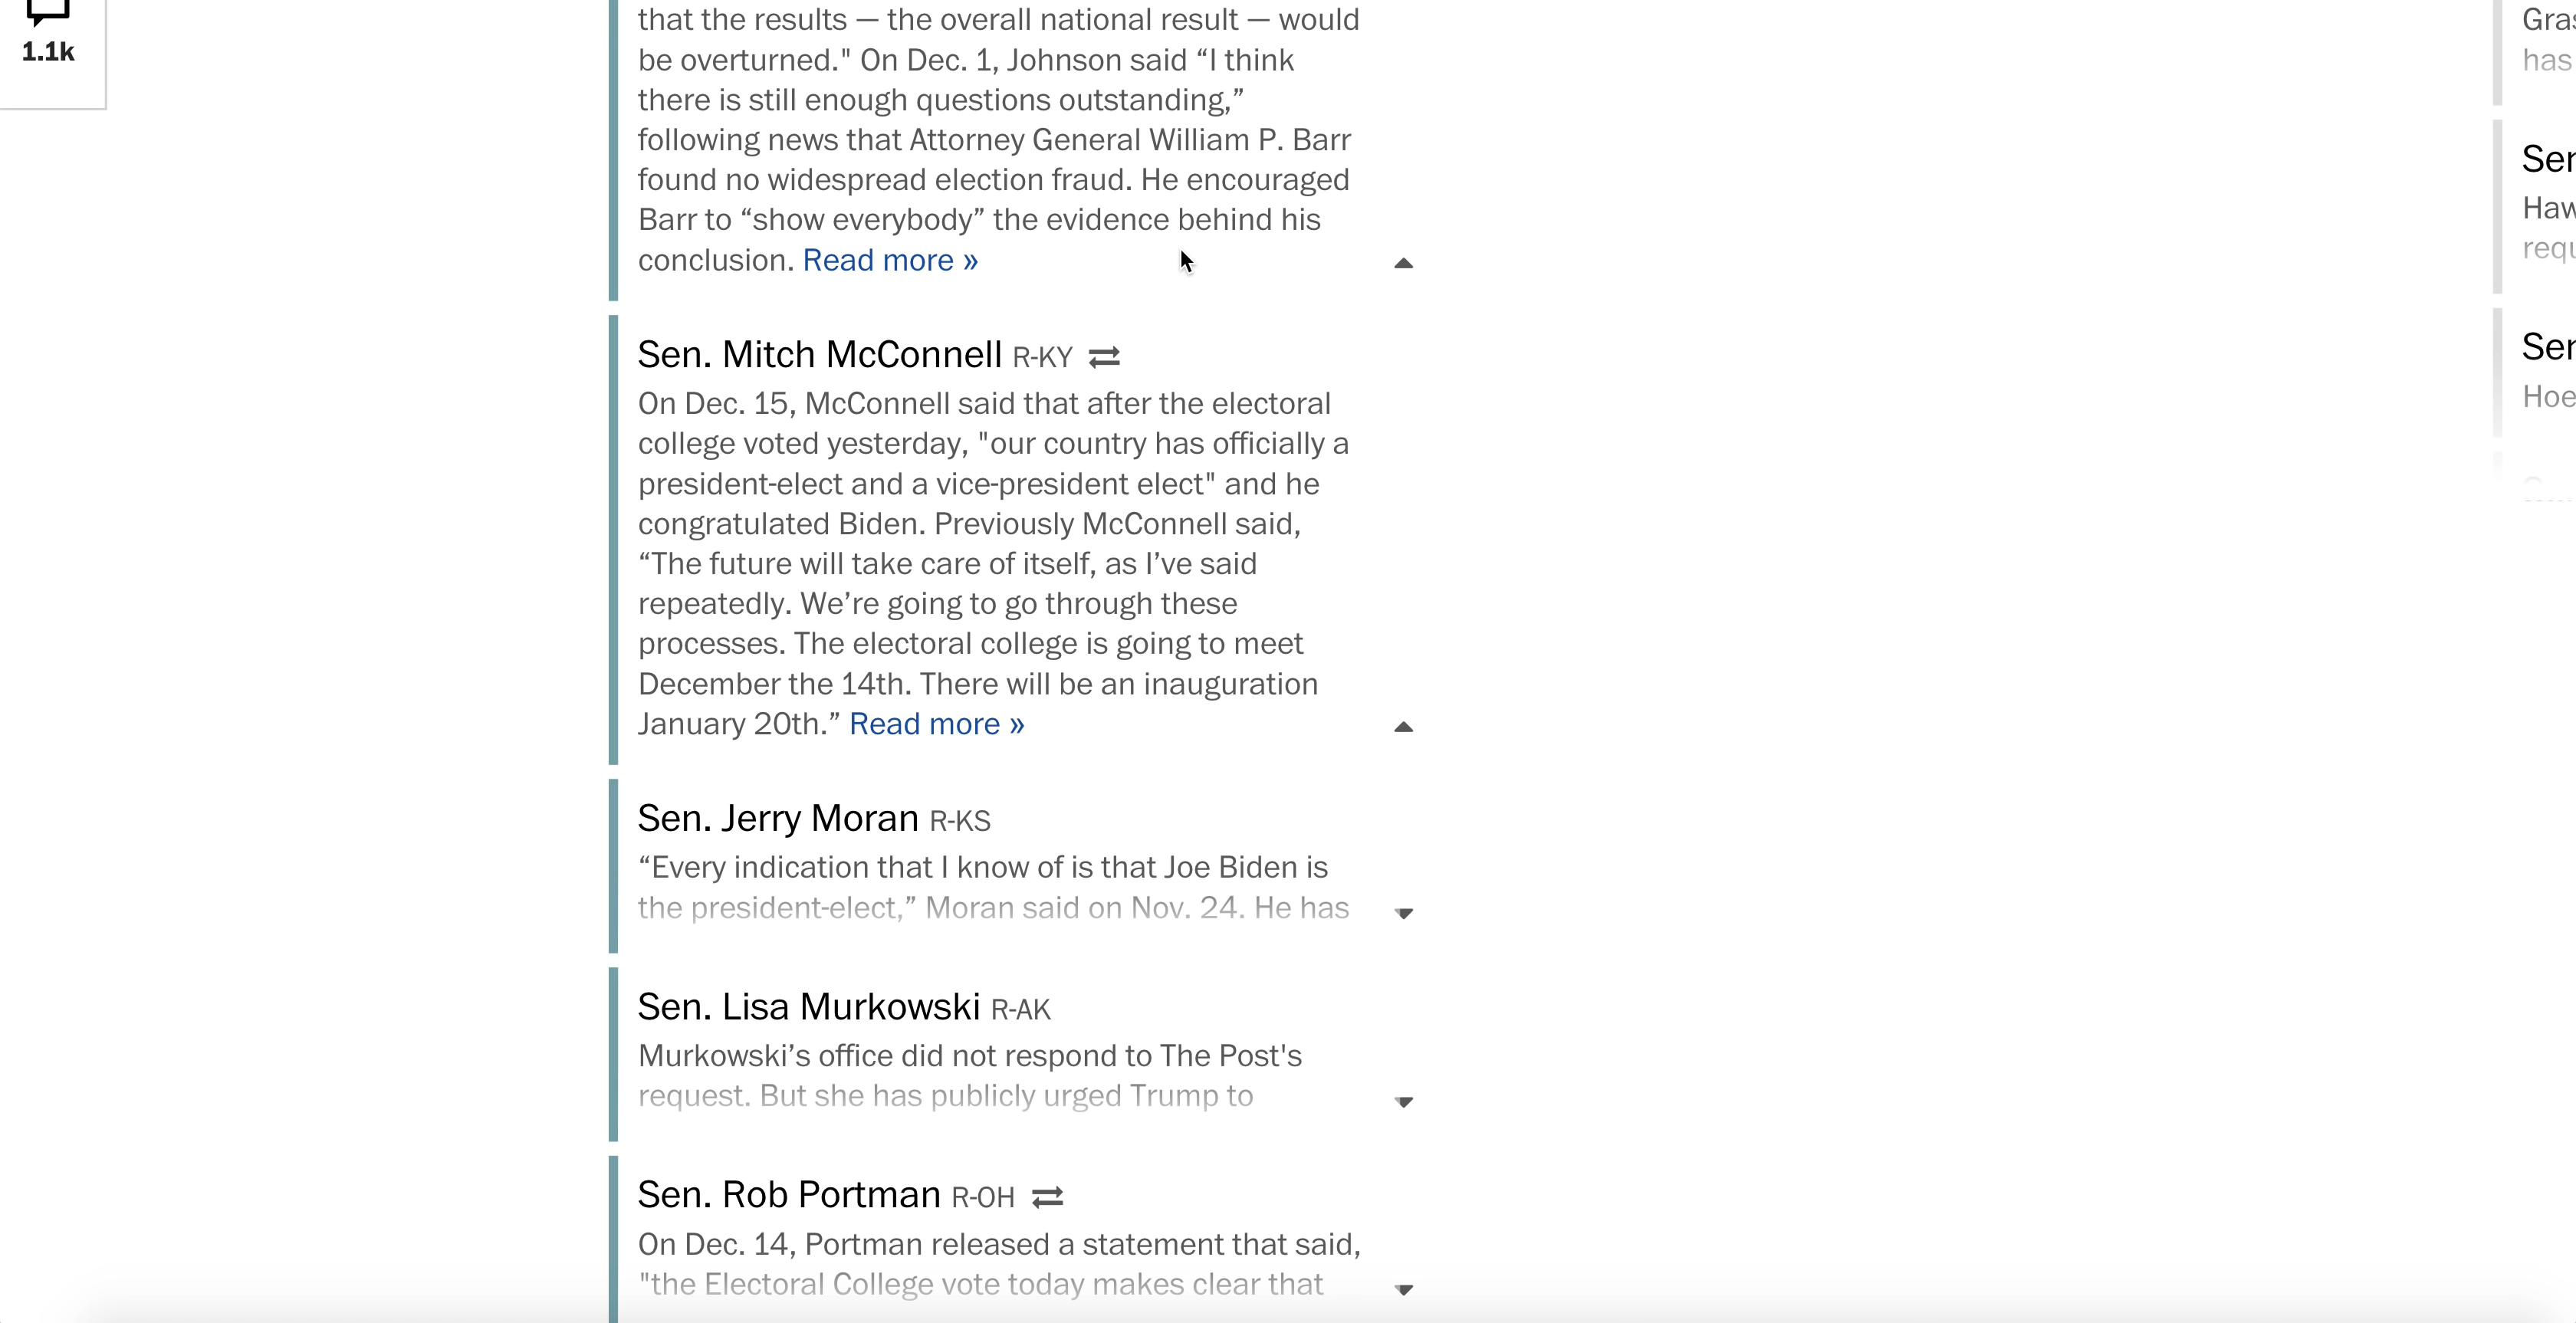 1.1k
that the results — the overall national result — would
be overturned." On Dec. 1, Johnson said “I think
there is still enough questions outstanding,”
following news that Attorney General William P. Barr
found no widespread election fraud. He encouraged
Barr to “show everybody” the evidence behind his
conclusion. Read more »
Sen. Mitch McConnell R-KY
On Dec. 15, McConnell said that after the electoral
college voted yesterday, "our country has officially a
president-elect and a vice-president elect" and he
congratulated Biden. Previously McConnell said,
“The future will take care of itself, as I’ve said
repeatedly. We’re going to go through these
processes. The electoral college is going to meet
December the 14th. There will be an inauguration
January 20th.” Read more »
Sen. Jerry Moran R-KS
“Every indication that I know of is that Joe Biden is
the president-elect,” Moran said on Nov. 24. He has
Sen. Lisa Murkowski R-AK
Murkowski’s office did not respond to The Post's
request. But she has publicly urged Trump to
Sen. Rob Portman R-OH
On Dec. 14, Portman released a statement that said,
"the Electoral College vote today makes clear that
has